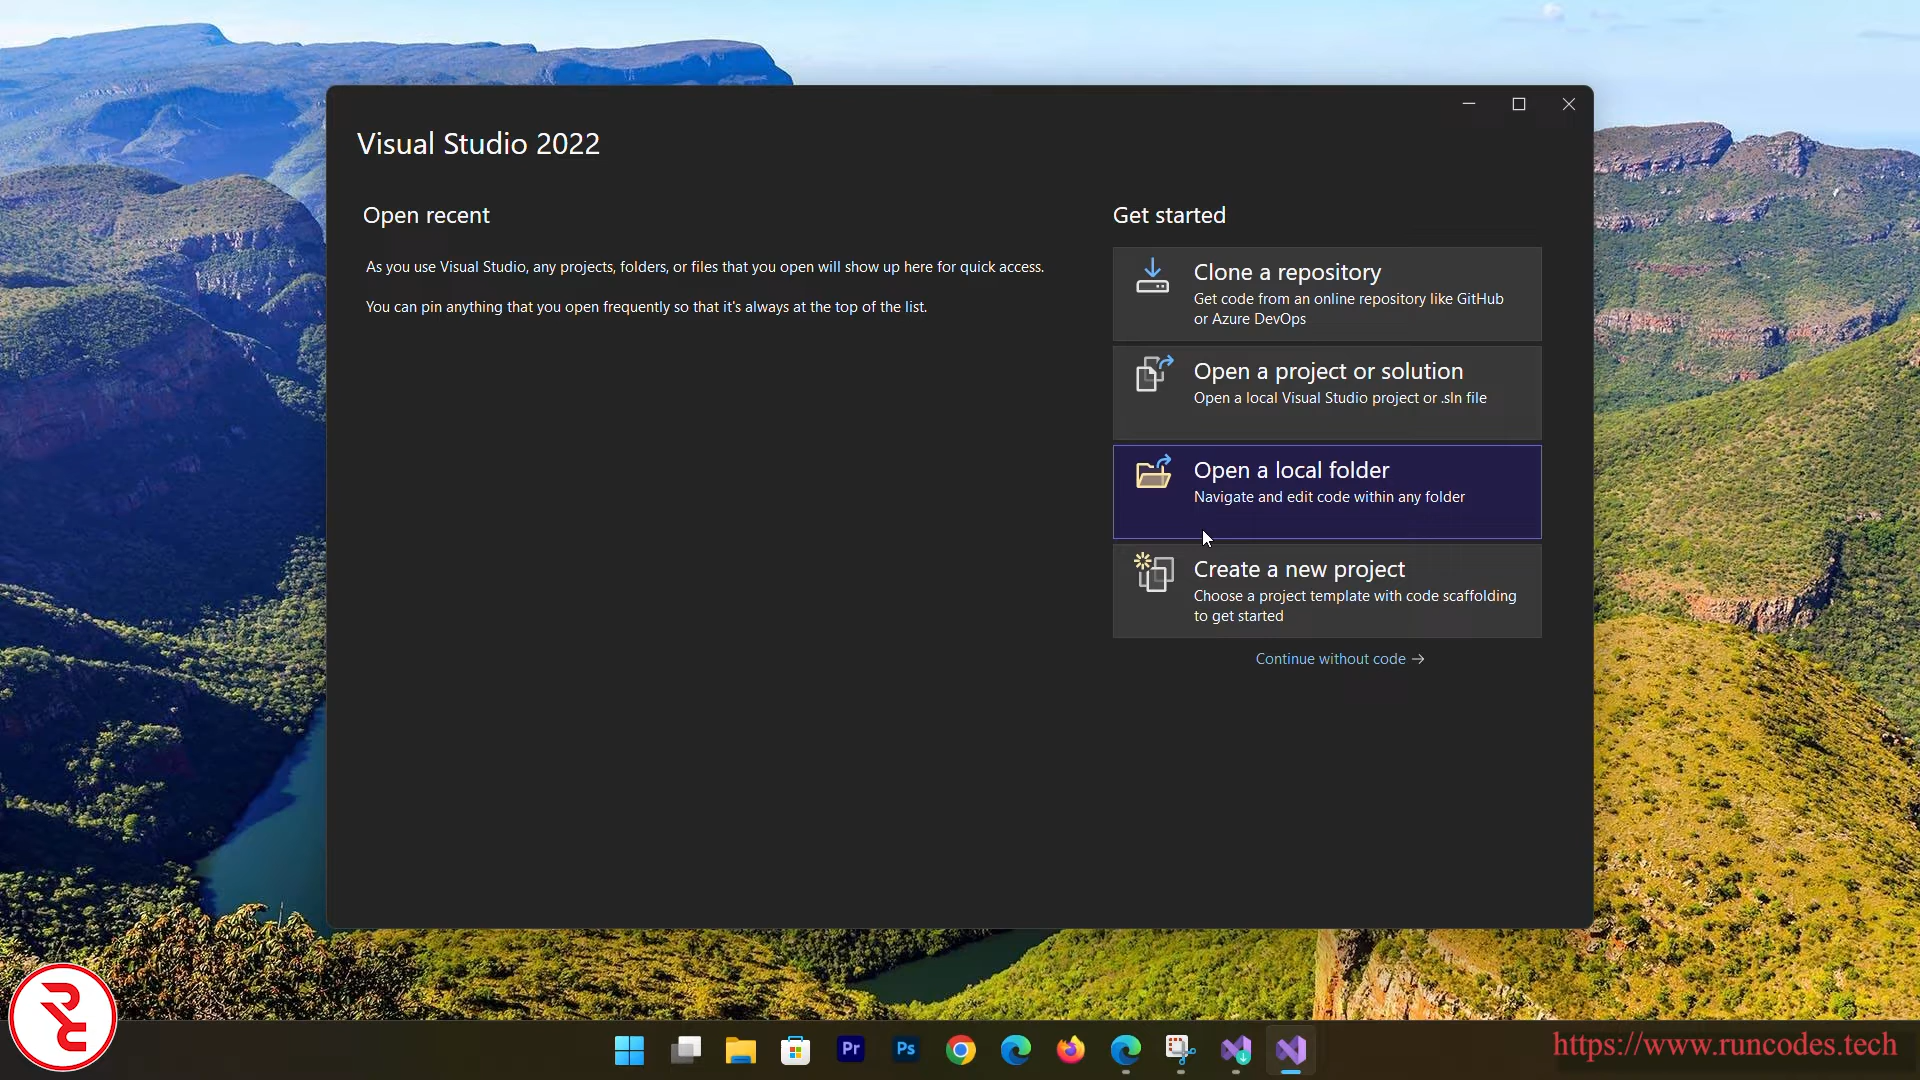 Visual Studio 2022
Open recent
As you use Visual Studio, any projects, folders, or files that you open will show up here for quick access.
You can pin anything that you open frequently so that it's always at the top of the list.
Get started
Clone a repository
Get code from an online repository like GitHub
or Azure DevOps
Open a project or solution
Open a local Visual Studio project or .sln file
Open a local folder
Navigate and edit code within any folder
Create a new project
Choose a project template with code scaffolding
to get started
Continue without code →
Pr
Ps
https://www.runcodes.tech